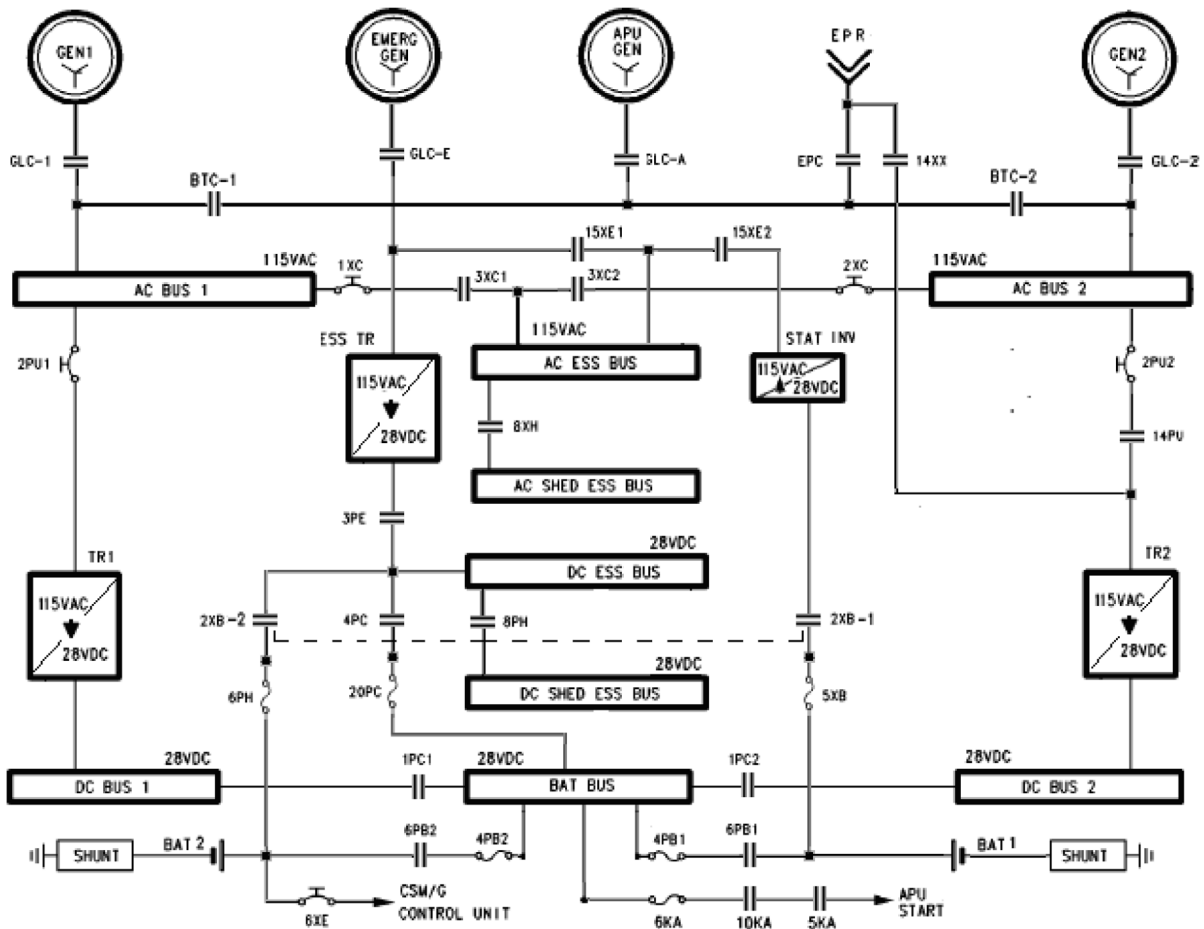 GEN1
EMERG
GEN
APU
GEN
EPR
GEN2
GLC-1
GLC-E
GLC-A
EPC
14XX
GLC-2
BTC-1
BTC-2
15XE1
15XE2
115VAC
1XC
3XC1
3XC2
2XC
115VAC
AC BUS 1
AC BUS 2
ESS TR
115VAC
STAT INV
2PU1
115VAC
28VDC
AC ESS BUS
115VAC
28VDC
2PU2
8XH
14PU
AC SHED ESS BUS
3PE
TR1
28VDC
DC ESS BUS
TR2
115VAC
28VDC
2XB-2
4PC
8PH
2XB-1
115VAC
28VDC
6PH
20PC
28VDC
DC SHED ESS BUS
5XB
28VDC
1PC1
28VDC
1PC2
28VDC
DC BUS 1
BAT BUS
DC BUS 2
SHUNT
BAT 2
6PB2
4PB2
4PB1
6PB1
BAT 1
SHUNT
6XE
CSM/G
CONTROL UNIT
6KA
10KA
5KA
APU
START